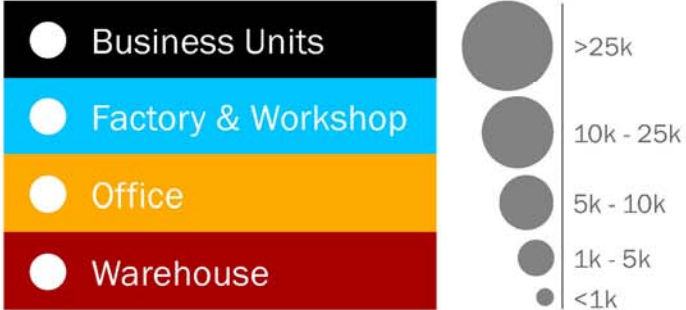 Business Units
Factory & Workshop
Office
Warehouse
>25k
10k - 25k
5k - 10k
1k - 5k
<1k